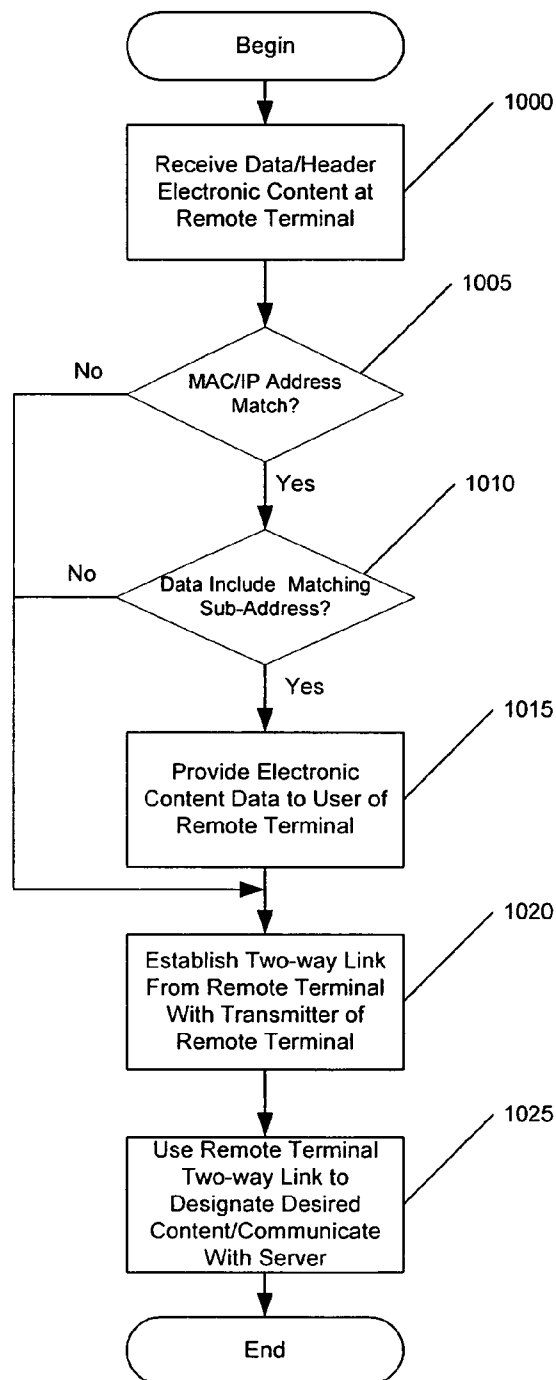 Begin
1000
Receive Data/Header
Electronic Content at
Remote Terminal
1005
No
MAC/IP Address
Match?
Yes
1010
No
Data Include Matching
Sub-Address?
Yes
1015
Provide Electronic
Content Data to User of
Remote Terminal
1020
Establish Two-way Link
From Remote Terminal
With Transmitter of
Remote Terminal
1025
Use Remote Terminal
Two-way Link to
Designate Desired
Content/Communicate
With Server
End